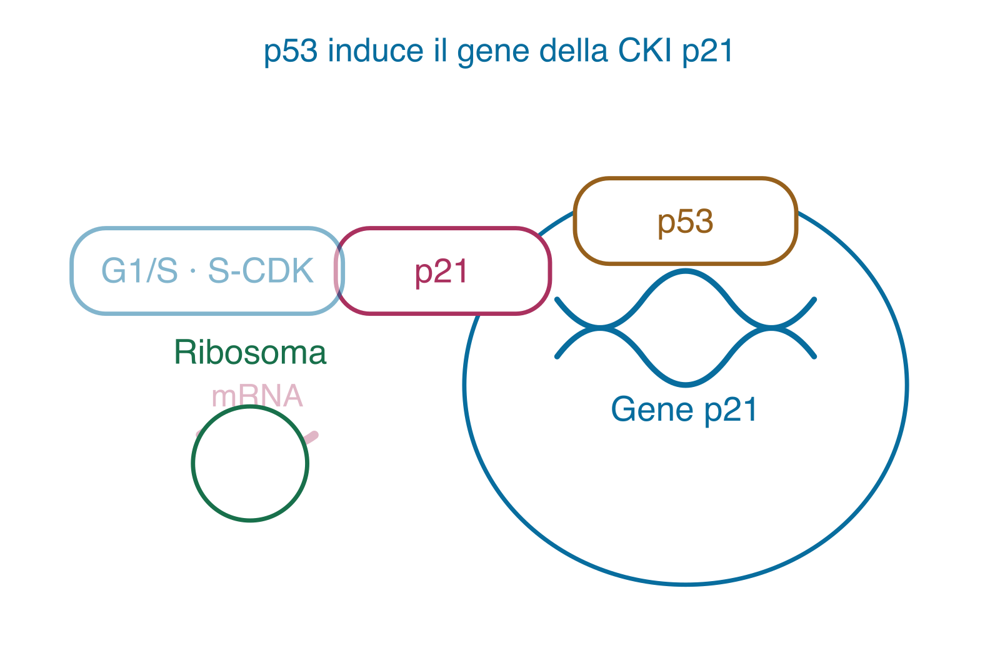 p53 induce il gene della CKI p21
p53
G1/S · S-CDK
p21
Ribosoma
mRNA
Gene p21